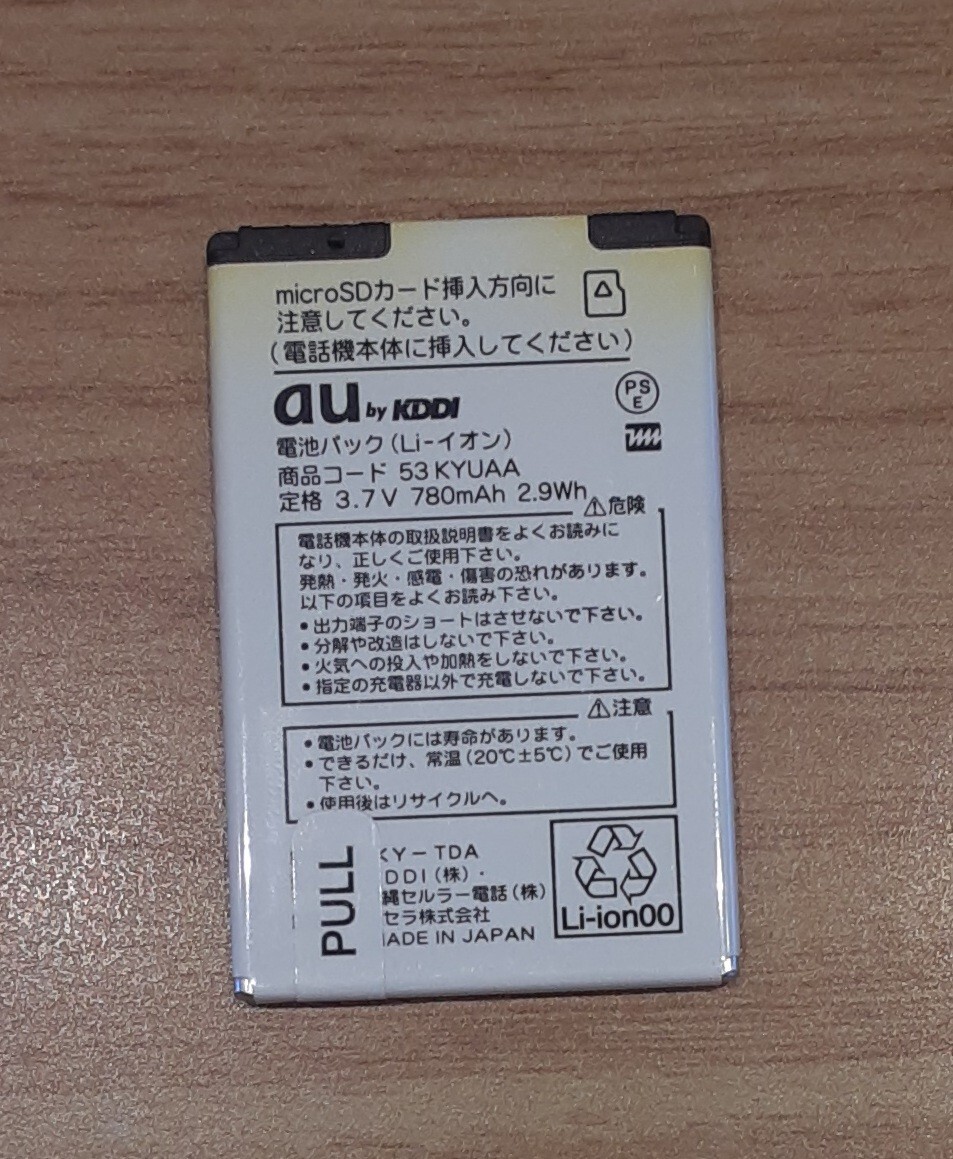 microSDカード挿入方向に
注意してください。
（電話機本体に挿入してください）
au by KDDI
PS
E
電池パック（Li-イオン）
商品コード 53KYUAA
定格 3.7V 780mAh 2.9Wh
⚠危険
電話機本体の取扱説明書をよくお読みに
なり、正しくご使用下さい。
発熱・発火・感電・傷害の恐れがあります。
以下の項目をよくお読み下さい。
・出力端子のショートはさせないで下さい。
・分解や改造はしないで下さい。
・火気への投入や加熱をしないで下さい。
・指定の充電器以外で充電しないで下さい。
⚠注意
・電池パックには寿命があります。
・できるだけ、常温（20℃±5℃）でご使用
下さい。
・使用後はリサイクルへ。
PULL
KY－TDA
DDI（株）・
縄セルラー電話（株）
セラ株式会社
ADE IN JAPAN
Li-ion00